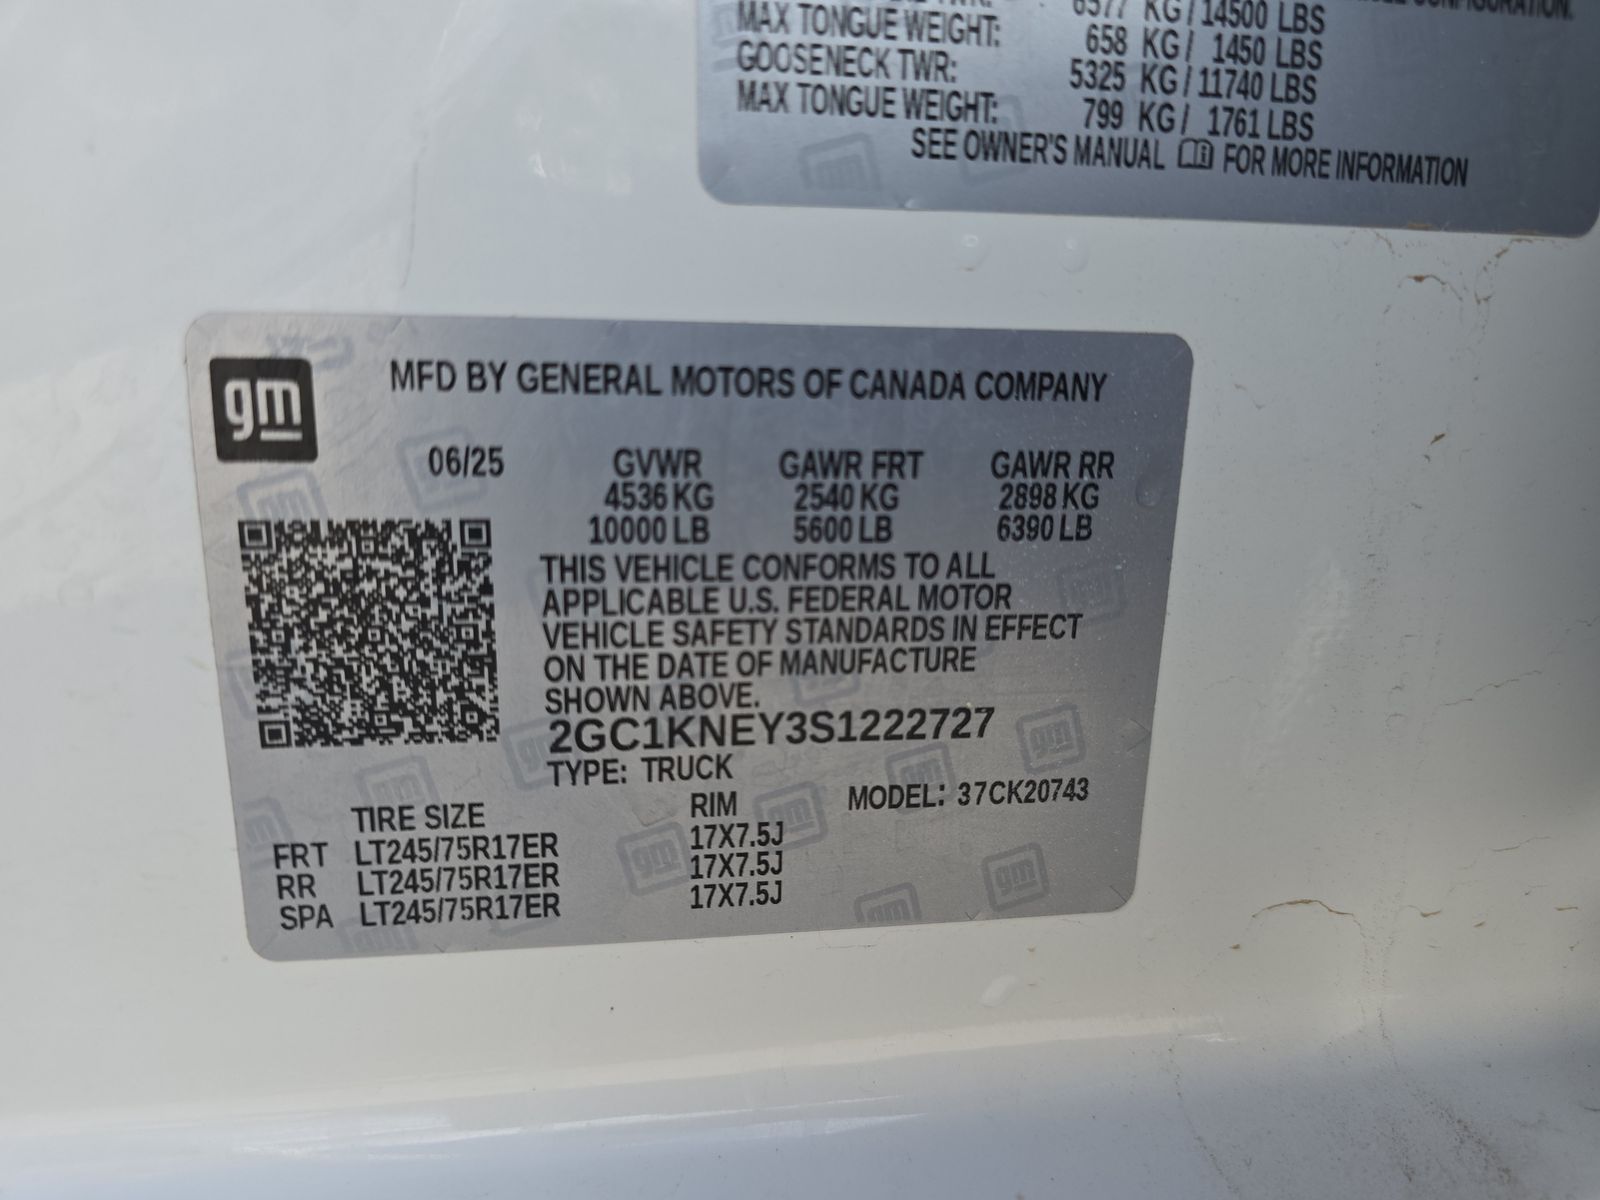 6577 KG / 14500 LBS
MAX TONGUE WEIGHT: 658 KG / 1450 LBS
GOOSENECK TWR: 5325 KG / 11740 LBS
MAX TONGUE WEIGHT: 799 KG / 1761 LBS
SEE OWNER'S MANUAL FOR MORE INFORMATION
gm
MFD BY GENERAL MOTORS OF CANADA COMPANY
06/25 GVWR GAWR FRT GAWR RR
4536 KG 2540 KG 2898 KG
10000 LB 5600 LB 6390 LB
THIS VEHICLE CONFORMS TO ALL
APPLICABLE U.S. FEDERAL MOTOR
VEHICLE SAFETY STANDARDS IN EFFECT
ON THE DATE OF MANUFACTURE
SHOWN ABOVE.
2GC1KNEY3S1222727
TYPE: TRUCK
TIRE SIZE RIM MODEL: 37CK20743
FRT LT245/75R17ER 17X7.5J
RR LT245/75R17ER 17X7.5J
SPA LT245/75R17ER 17X7.5J